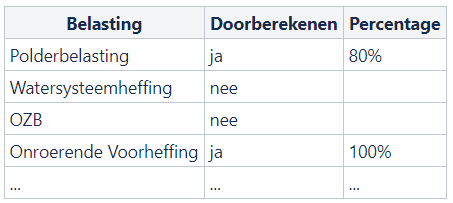 Belasting Doorberekenen Percentage
Polderbelasting ja 80%
Watersysteemheffing nee
OZB nee
Onroerende Voorheffing ja 100%
... ... ...